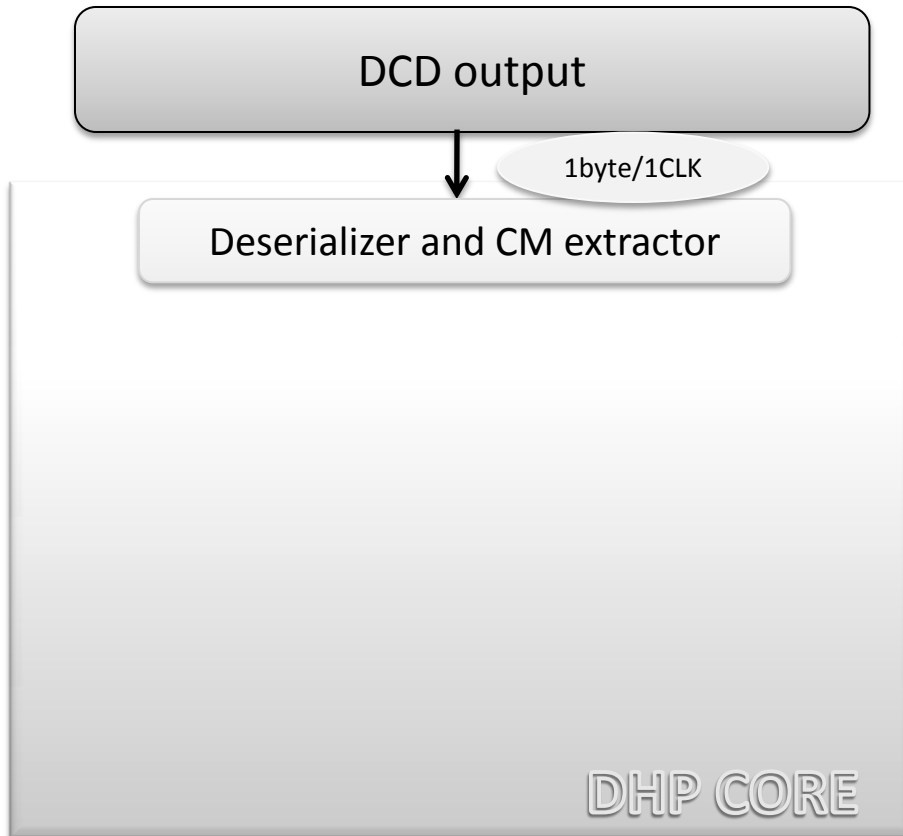 DCD output
1byte/1CLK
Deserializer and CM extractor
DHP CORE